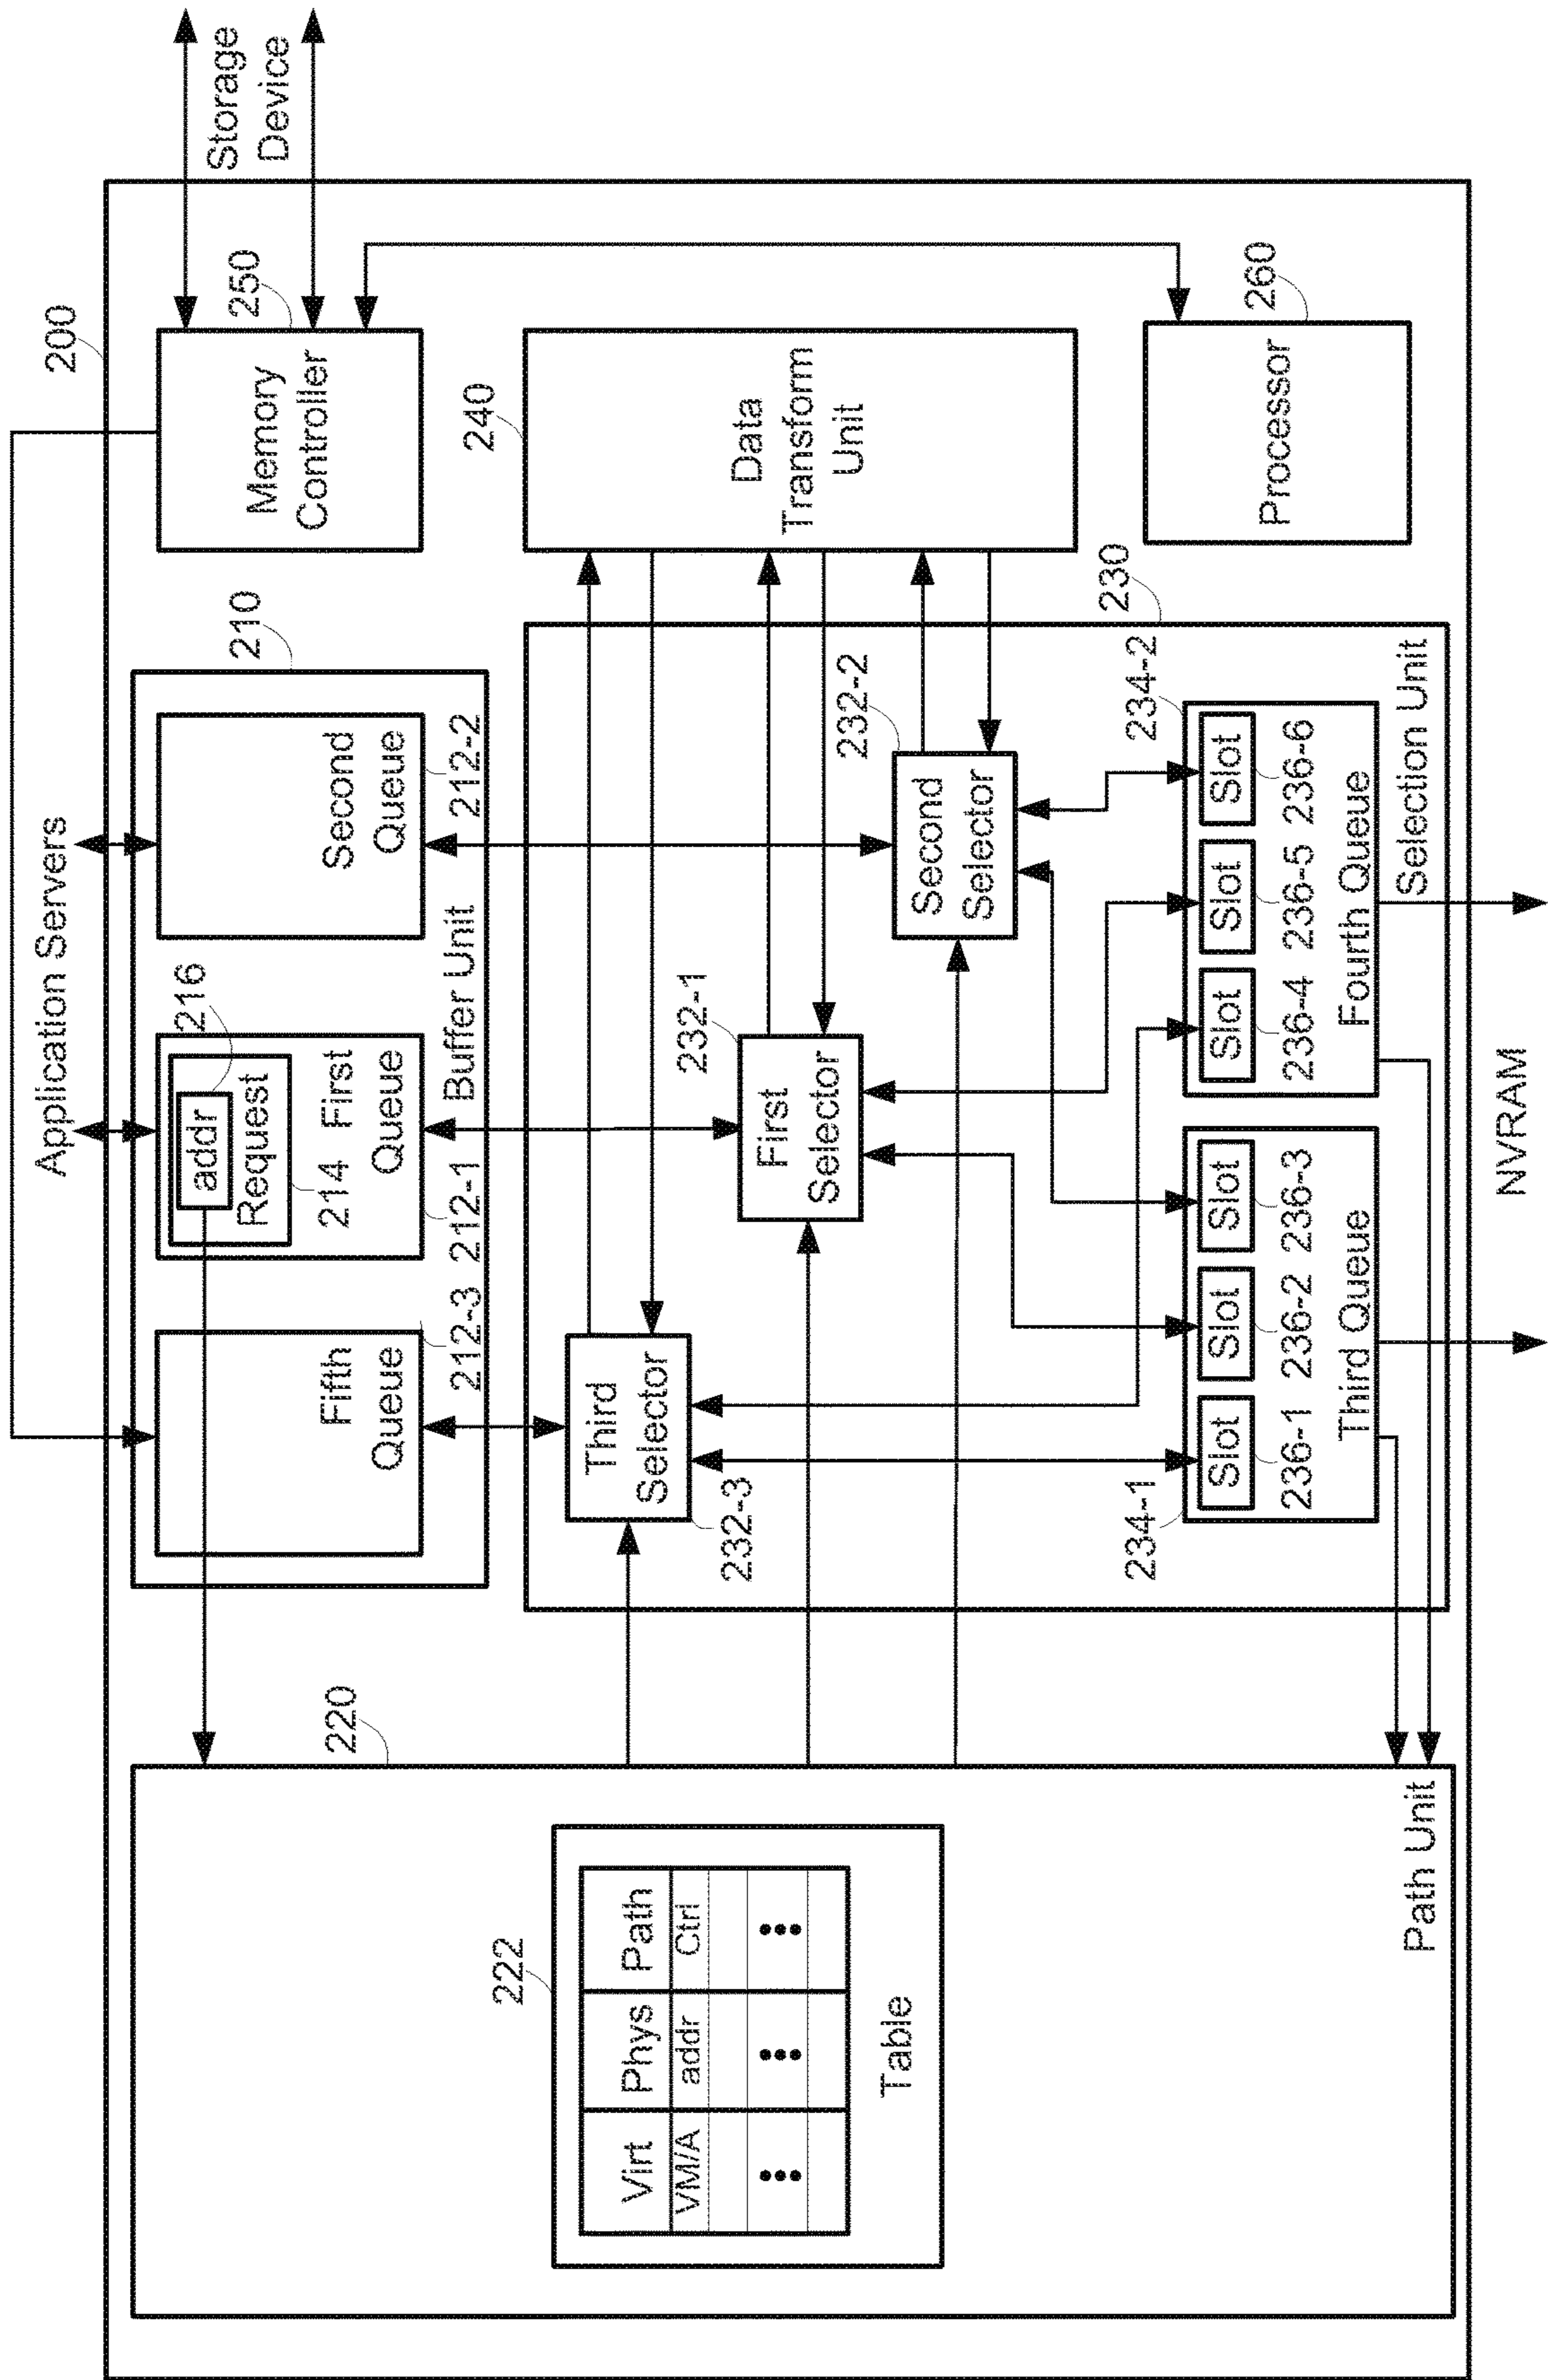 Application Servers
200
220
Path Unit
222
Virt
Phys
Path
VM/A
addr
Ctrl
•••
•••
•••
Table
Fifth
Queue
212-3
addr
216
Request
214
First
Queue
212-1
Buffer Unit
Second
Queue
212-2
210
Memory
Controller
250
Storage
Device
Third
Selector
232-3
First
Selector
232-1
Second
Selector
232-2
Data
Transform
Unit
240
230
234-1
Slot
Slot
Slot
236-1
236-2
236-3
Third Queue
234-2
Slot
Slot
Slot
236-4
236-5
236-6
Fourth Queue
Selection Unit
Processor
260
NVRAM